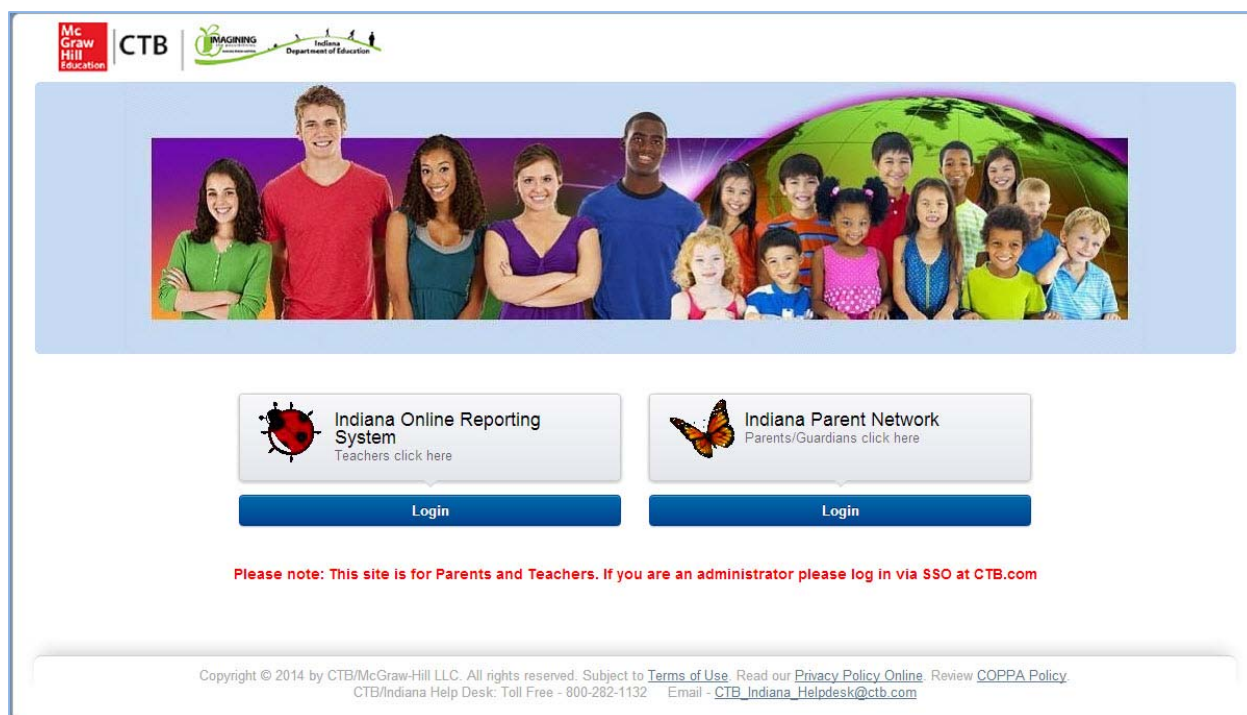 Mc
Graw
Hill
Education
CTB
IMAGINING
Indiana
Department of Education
Indiana Online Reporting
System
Teachers click here
Indiana Parent Network
Parents/Guardians click here
Login
Login
Please note: This site is for Parents and Teachers. If you are an administrator please log in via SSO at CTB.com
Copyright © 2014 by CTB/McGraw-Hill LLC. All rights reserved. Subject to Terms of Use. Read our Privacy Policy Online. Review COPPA Policy.
CTB/Indiana Help Desk: Toll Free - 800-282-1132 Email - CTB_Indiana_Helpdesk@ctb.com